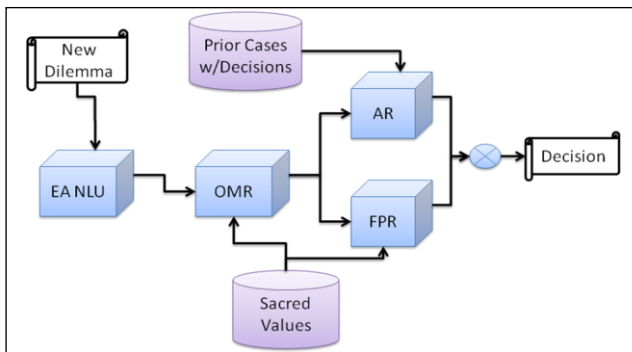 New
Dilemma
Prior Cases
w/Decisions
AR
EA NLU
OMR
FPR
Decision
Sacred
Values